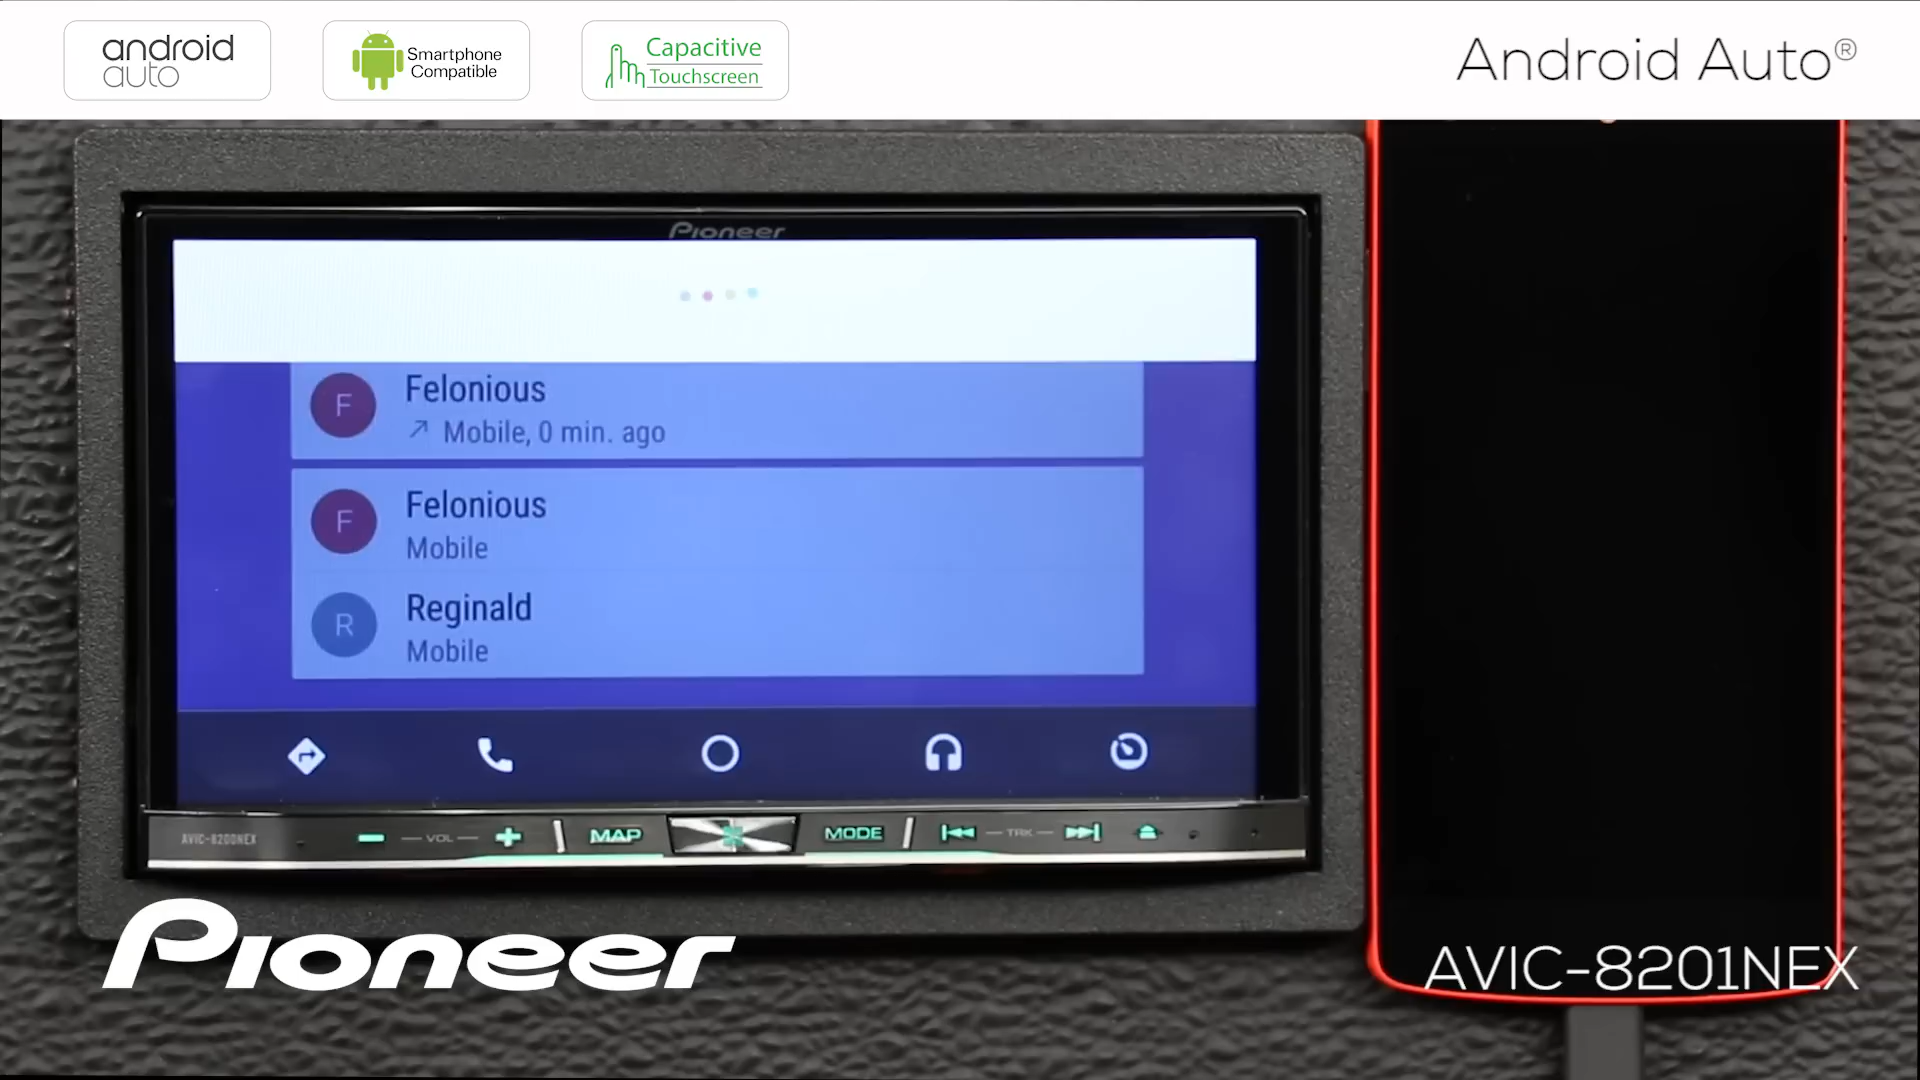 android
auto
Smartphone
Compatible
Capacitive
Touchscreen
Android Auto®
Pioneer
F
Felonious
Mobile, 0 min. ago
F
Felonious
Mobile
R
Reginald
Mobile
AVIC-8200NEX
VOL
MAP
MODE
TRK
Pioneer
AVIC-8201NEX